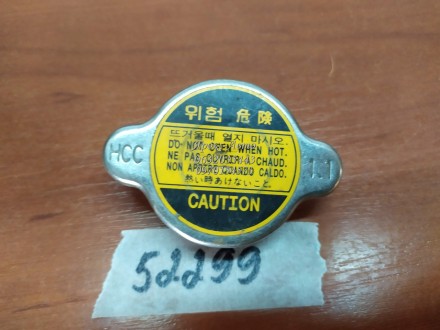 위험 危険
뜨거울때 열지 마시오.
DO NOT OPEN WHEN HOT.
NE PAS OUVRIR À CHAUD.
NON APRIRE QUANDO CALDO.
熱い時あけないこと。
CAUTION
HCC
1.1
52299